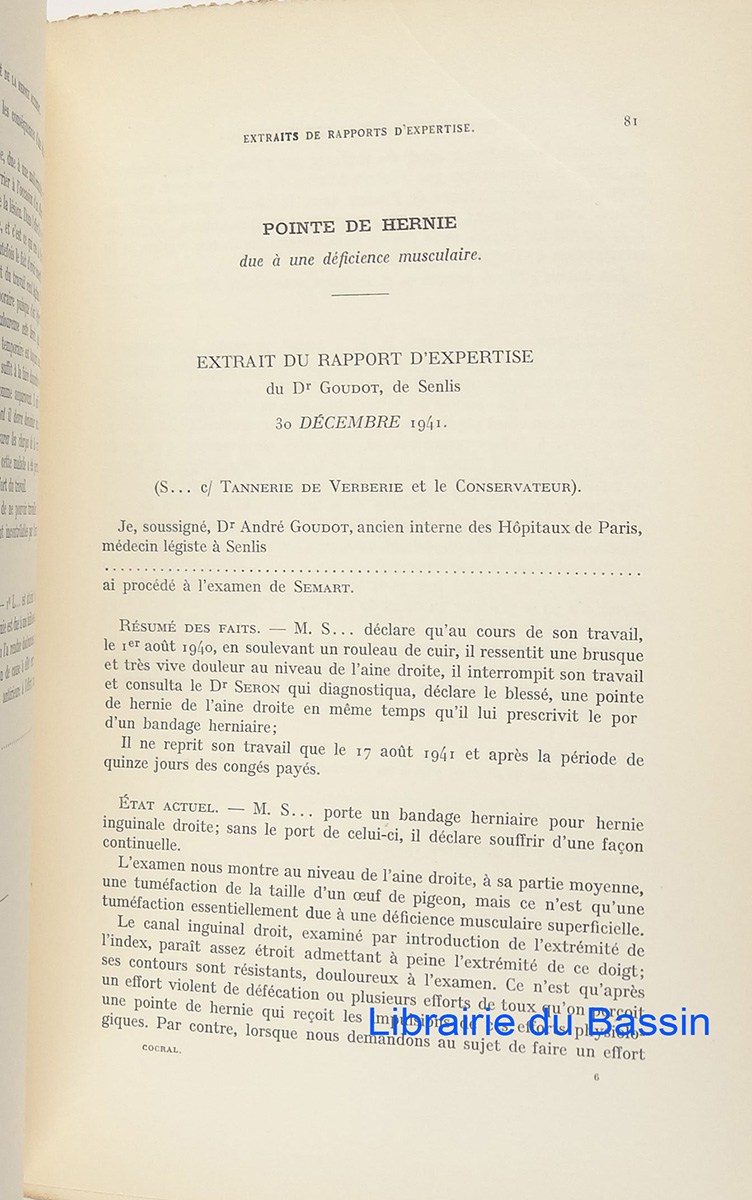 EXTRAITS DE RAPPORTS D'EXPERTISE.
81
POINTE DE HERNIE
due à une déficience musculaire.
EXTRAIT DU RAPPORT D'EXPERTISE
du Dr GOUDOT, de Senlis
30 DÉCEMBRE 1941.
(S... c/ TANNERIE DE VERBERIE et le CONSERVATEUR).
Je, soussigné, Dr André GOUDOT, ancien interne des Hôpitaux de Paris,
médecin légiste à Senlis
ai procédé à l'examen de SEMART.
RÉSUMÉ DES FAITS. — M. S... déclare qu'au cours de son travail,
le 1er août 1940, en soulevant un rouleau de cuir, il ressentit une brusque
et très vive douleur au niveau de l'aine droite, il interrompit son travail
et consulta le Dr SERON qui diagnostiqua, déclare le blessé, une pointe
de hernie de l'aine droite en même temps qu'il lui prescrivit le por
d'un bandage herniaire;
Il ne reprit son travail que le 17 août 1941 et après la période de
quinze jours des congés payés.
ÉTAT ACTUEL. — M. S... porte un bandage herniaire pour hernie
inguinale droite; sans le port de celui-ci, il déclare souffrir d'une façon
continuelle.
L'examen nous montre au niveau de l'aine droite, à sa partie moyenne,
une tuméfaction de la taille d'un œuf de pigeon, mais ce n'est qu'une
tuméfaction essentiellement due à une déficience musculaire superficielle.
Le canal inguinal droit, examiné par introduction de l'extrémité de
l'index, paraît assez étroit admettant à peine l'extrémité de ce doigt;
ses contours sont résistants, douloureux à l'examen. Ce n'est qu'après
un effort violent de défécation ou plusieurs efforts de toux qu'on perçoit
une pointe de hernie qui reçoit les impulsions de ces efforts physiolo-
giques. Par contre, lorsque nous demandons au sujet de faire un effort
COCRAL.
6
Librairie du Bassin